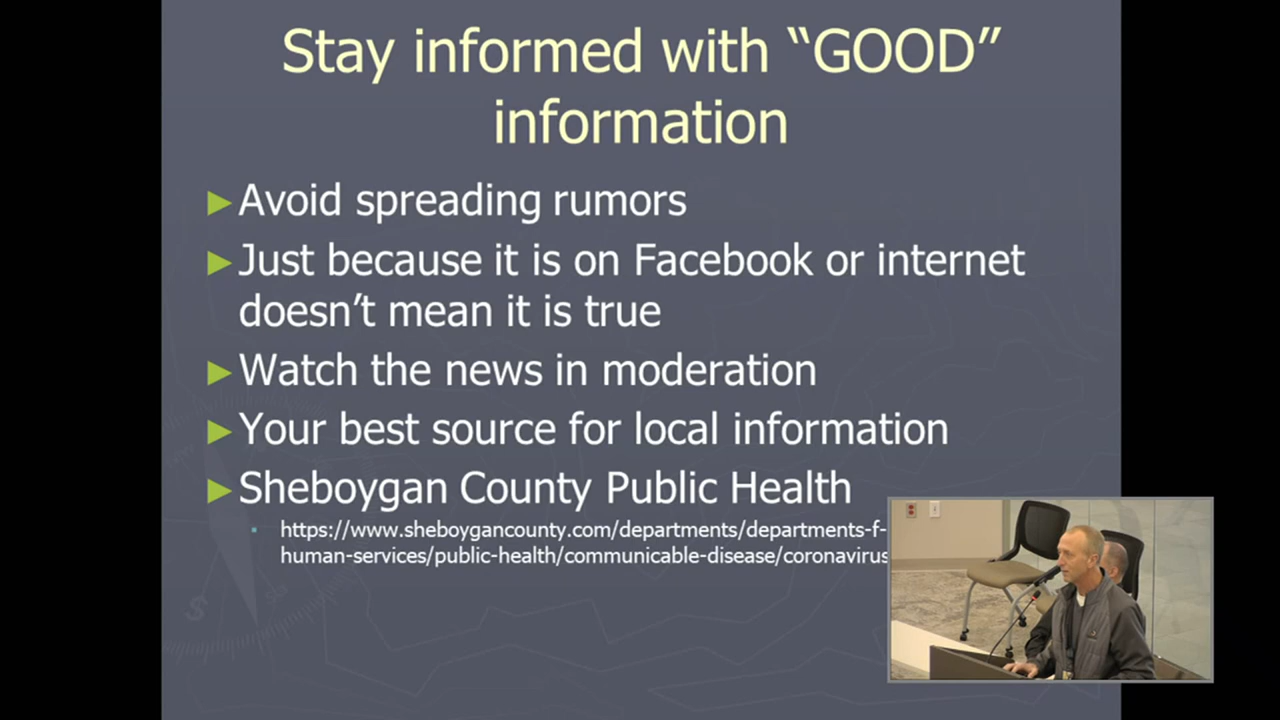 Stay informed with “GOOD”
information
Avoid spreading rumors
Just because it is on Facebook or internet
doesn’t mean it is true
Watch the news in moderation
Your best source for local information
Sheboygan County Public Health
https://www.sheboygancounty.com/departments/departments-f-
human-services/public-health/communicable-disease/coronavirus